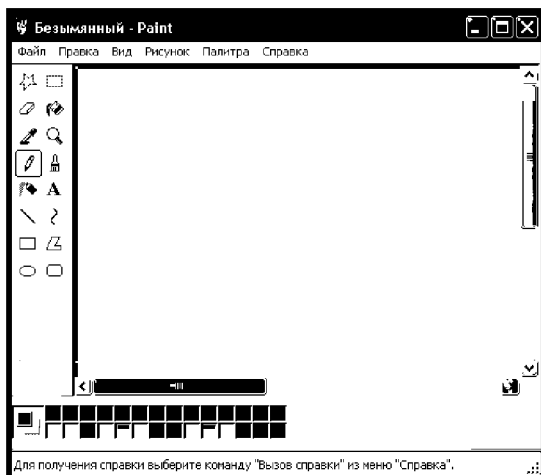 Безымянный - Paint
Файл Правка Вид Рисунок Палитра Справка
A
Для получения справки выберите команду "Вызов справки" из меню "Справка".